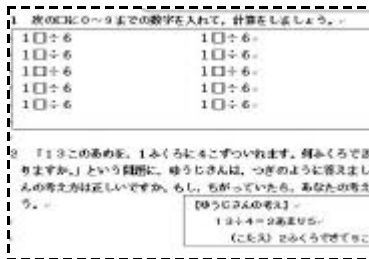 1 次の□に0～9までの数字を入れて，計算をしましょう。
1□÷6 1□÷6
1□÷6 1□÷6
1□÷6 1□÷6
1□÷6 1□÷6
1□÷6 1□÷6
2 「13このあめを，1ふくろに4こずついれます。何ふくろでき
りますか。」という問題に，ゆうじさんは，つぎのように答えまし
んの考え方は正しいですか。もし，ちがっていたら，あなたの考え
う。
【ゆうじさんの考え】
13÷4＝2あまり5
(こたえ) 2ふくろできて5こ